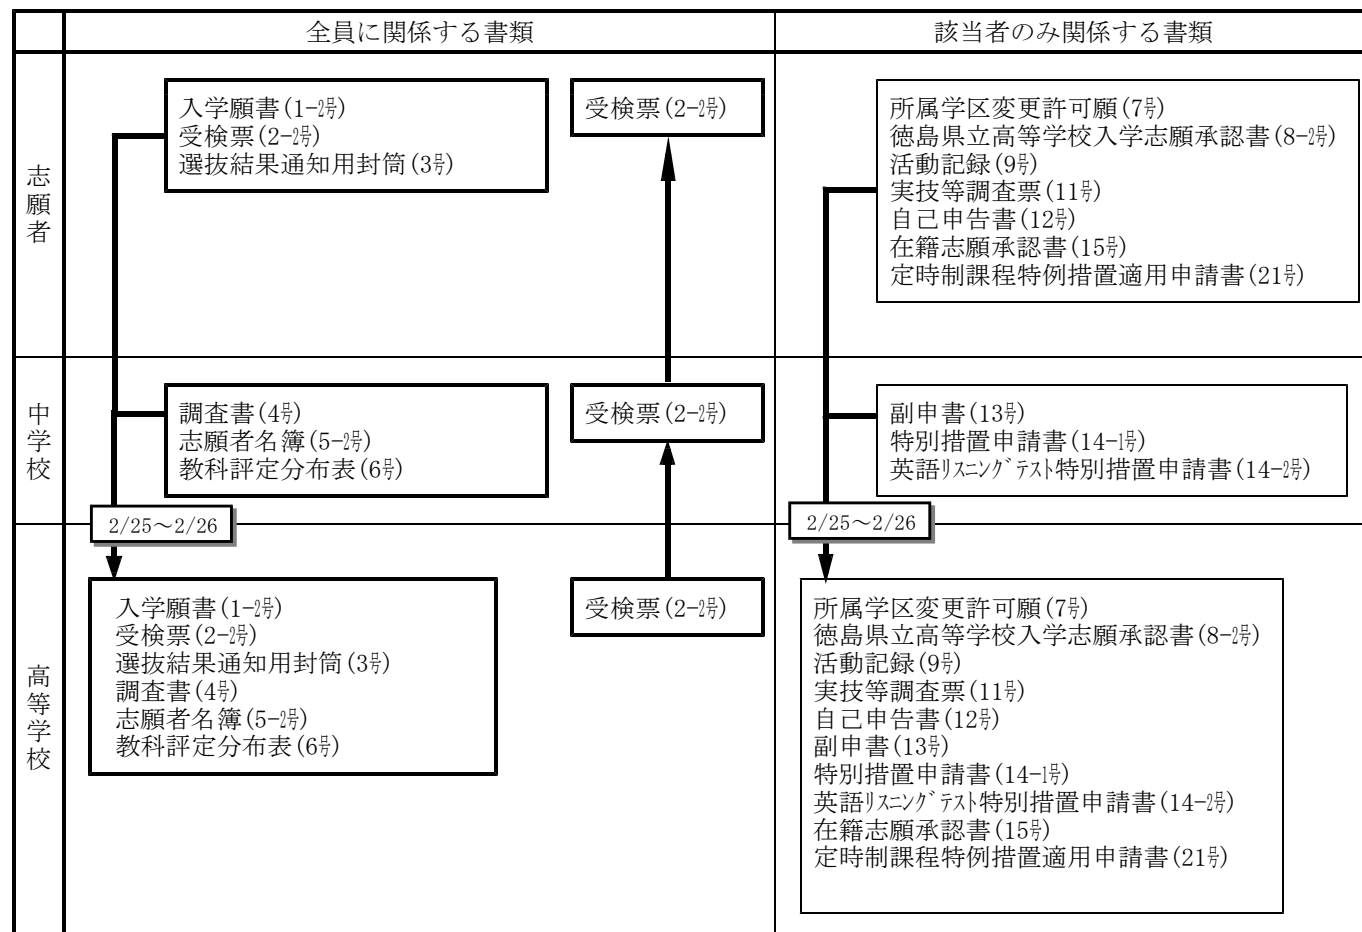 全員に関係する書類
該当者のみ関係する書類
志願者
入学願書(1-2号)
受検票(2-2号)
選抜結果通知用封筒(3号)
受検票(2-2号)
所属学区変更許可願(7号)
徳島県立高等学校入学志願承認書(8-2号)
活動記録(9号)
実技等調査票(11号)
自己申告書(12号)
在籍志願承認書(15号)
定時制課程特例措置適用申請書(21号)
中学校
調査書(4号)
志願者名簿(5-2号)
教科評定分布表(6号)
受検票(2-2号)
副申書(13号)
特別措置申請書(14-1号)
英語ﾘｽﾆﾝｸﾞﾃｽﾄ特別措置申請書(14-2号)
2/25～2/26
2/25～2/26
高等学校
入学願書(1-2号)
受検票(2-2号)
選抜結果通知用封筒(3号)
調査書(4号)
志願者名簿(5-2号)
教科評定分布表(6号)
受検票(2-2号)
所属学区変更許可願(7号)
徳島県立高等学校入学志願承認書(8-2号)
活動記録(9号)
実技等調査票(11号)
自己申告書(12号)
副申書(13号)
特別措置申請書(14-1号)
英語ﾘｽﾆﾝｸﾞﾃｽﾄ特別措置申請書(14-2号)
在籍志願承認書(15号)
定時制課程特例措置適用申請書(21号)